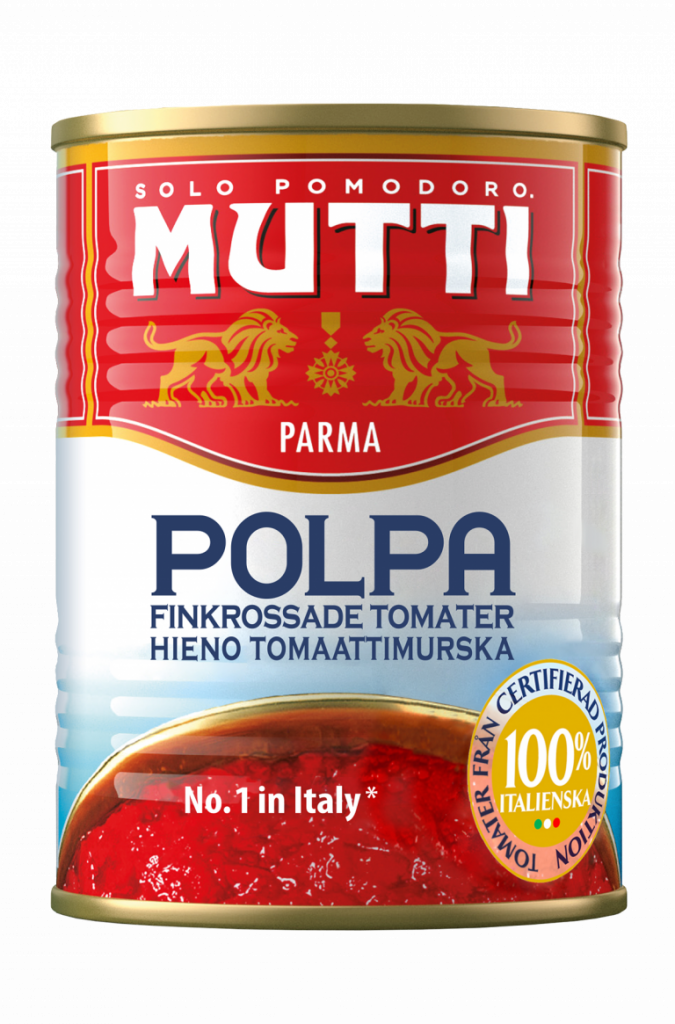 SOLO POMODORO.
MUTTI
PARMA
POLPA
FINKROSSADE TOMATER
HIENO TOMAATTIMURSKA
No. 1 in Italy*
TOMATER FRÅN CERTIFIERAD PRODUKTION
100%
ITALIENSKA